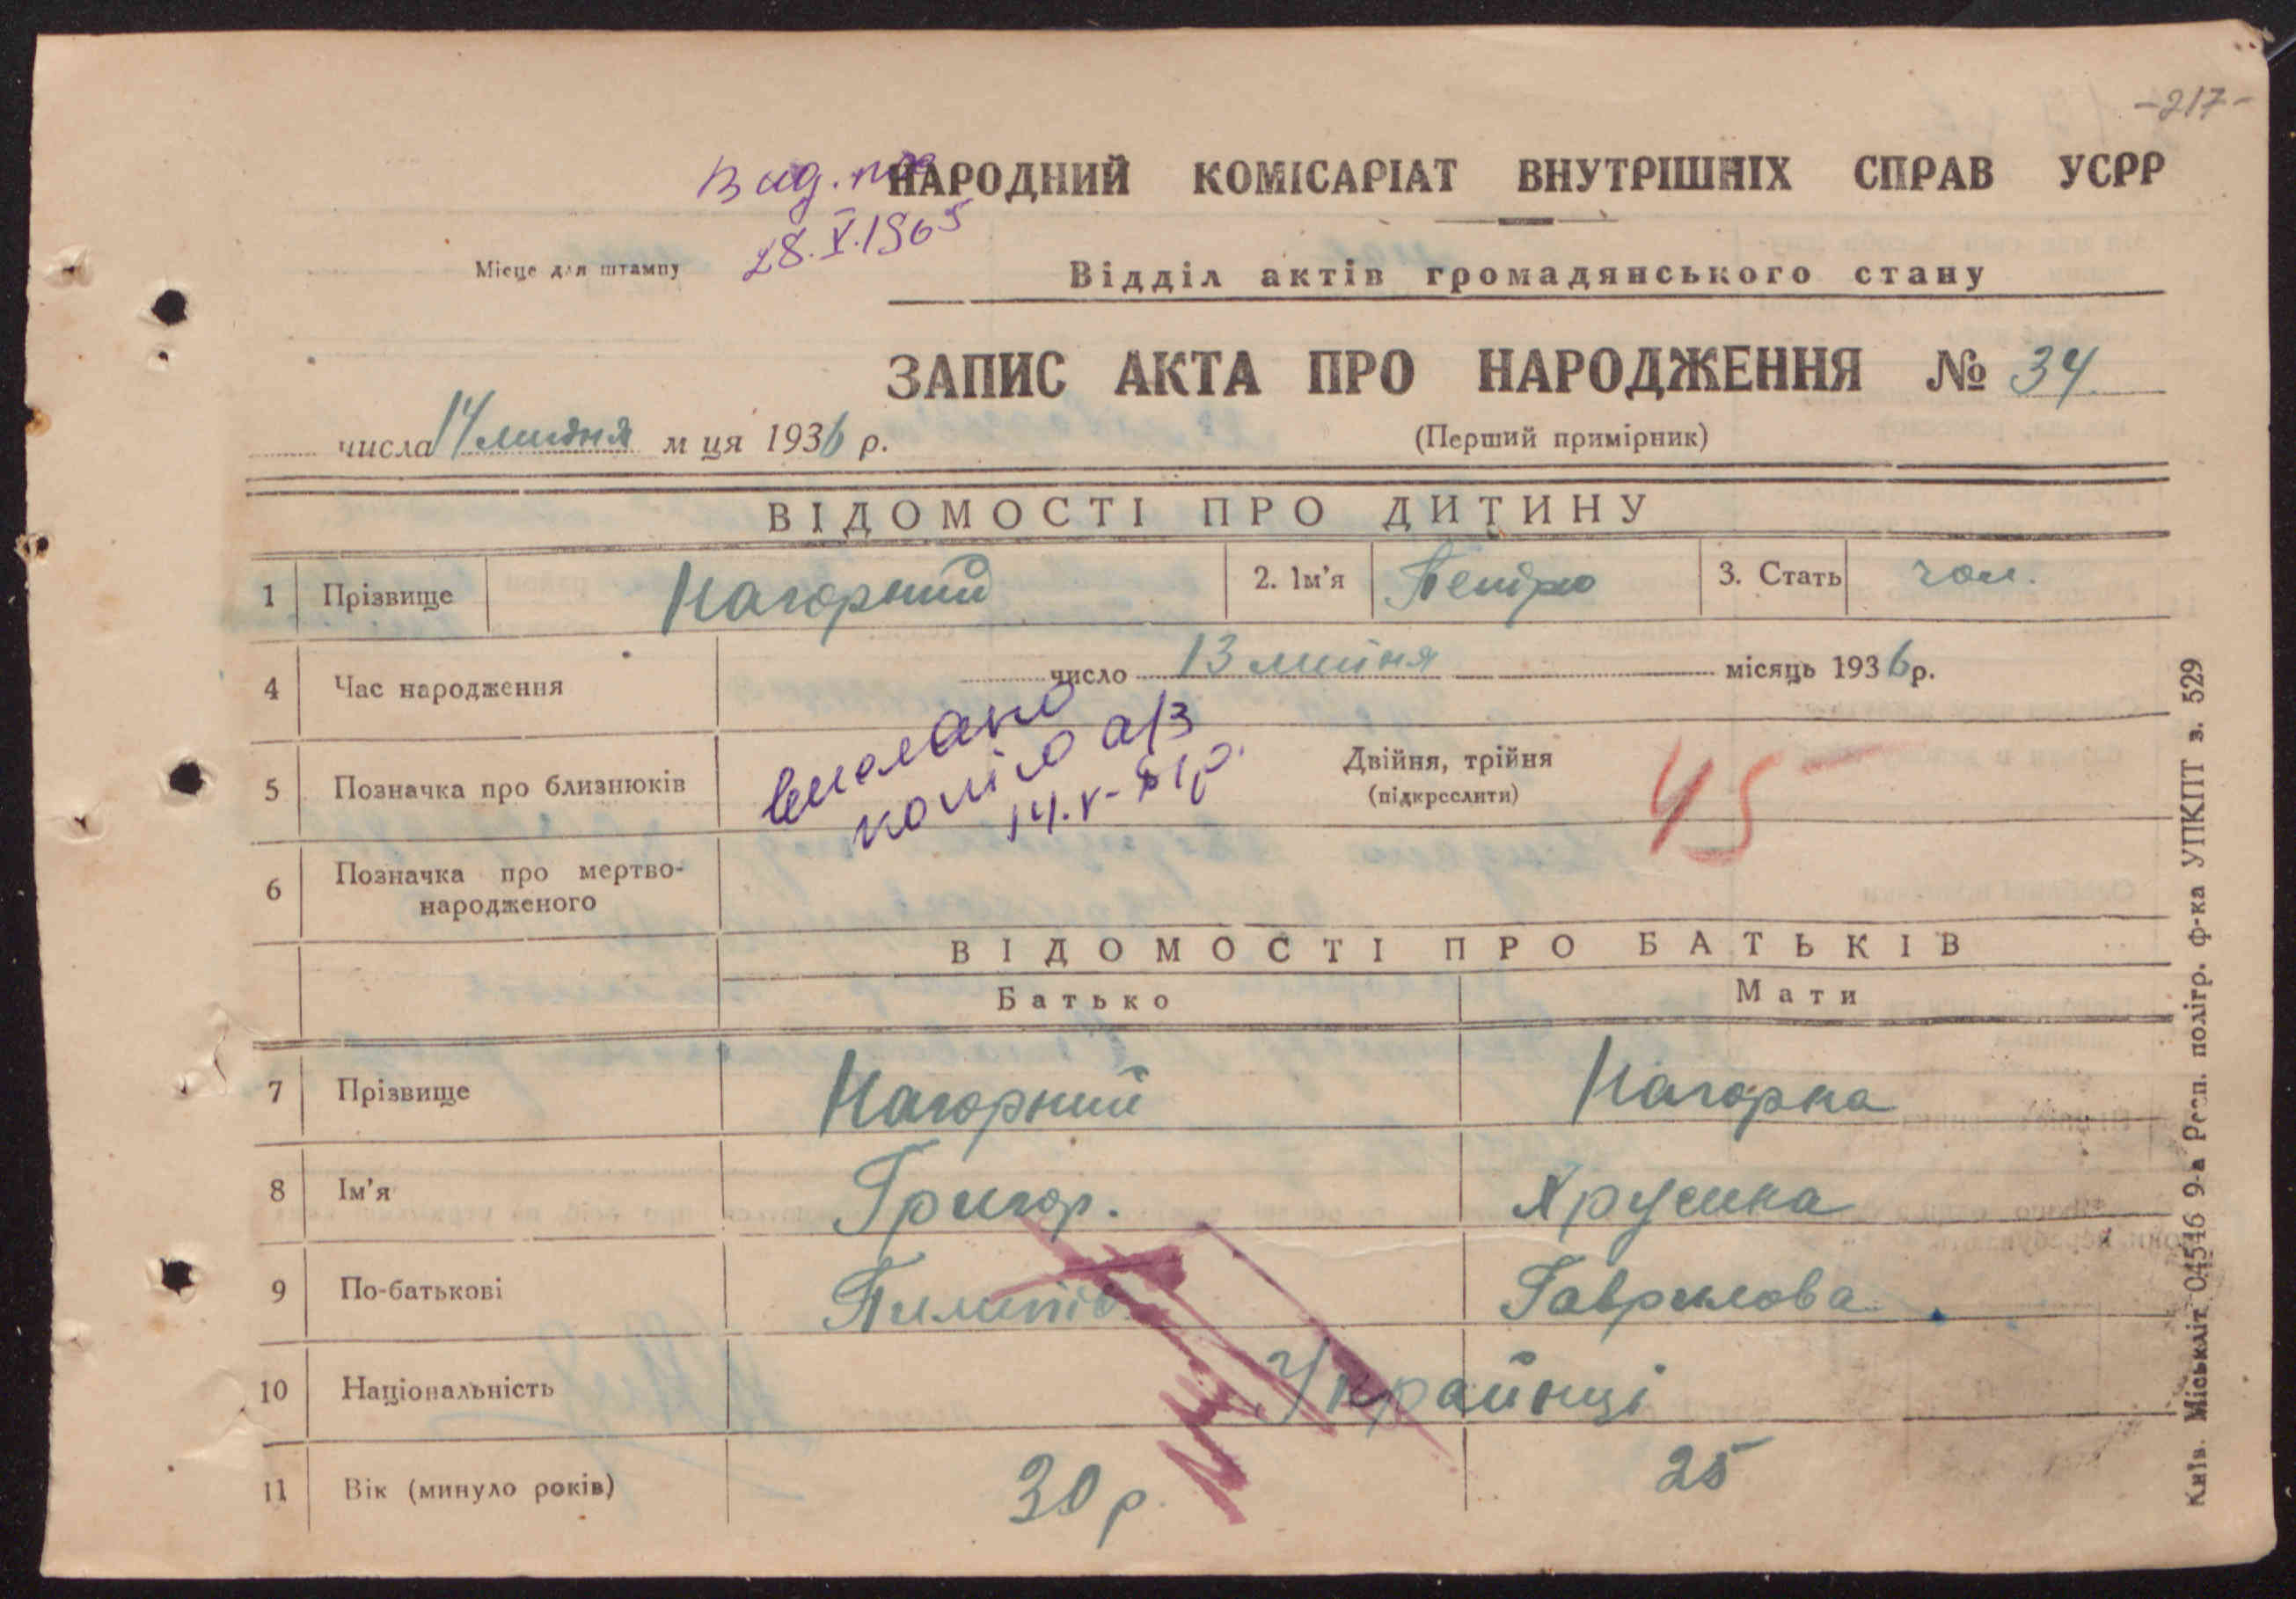 -217-
Вид. пов
28.V.1965
НАРОДНИЙ КОМІСАРІАТ ВНУТРІШНІХ СПРАВ УСРР
Місце для штампу
Відділ актів громадянського стану
ЗАПИС АКТА ПРО НАРОДЖЕННЯ № 34
числа 14 липня м ця 1936 р.
(Перший примірник)
ВІДОМОСТІ ПРО ДИТИНУ
1 Прізвище Нагорний 2. Ім'я Петро 3. Стать чол.
4 Час народження число 13 липня місяць 1936 р.
5 Позначка про близнюків Двійня, трійня
(підкреслити)
вислано
копію а/з
14.V-
45
6 Позначка про мертво-
народженого
ВІДОМОСТІ ПРО БАТЬКІВ
Батько Мати
7 Прізвище Нагорний Нагорна
8 Ім'я Григор. Хрусина
9 По-батькові Пилипів Гаврилова
10 Національність Українці
11 Вік (минуло років) 30 р. 25
Київ. Міськліт 04546 9-а Респ. полігр. ф-ка УПКПТ з. 529